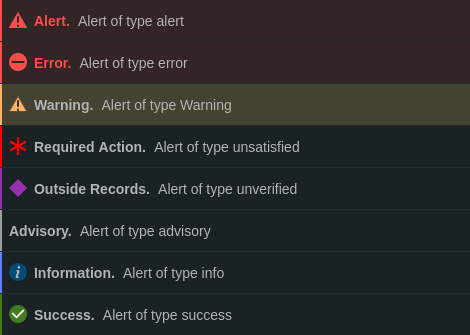 Alert. Alert of type alert
Error. Alert of type error
Warning. Alert of type Warning
Required Action. Alert of type unsatisfied
Outside Records. Alert of type unverified
Advisory. Alert of type advisory
Information. Alert of type info
Success. Alert of type success